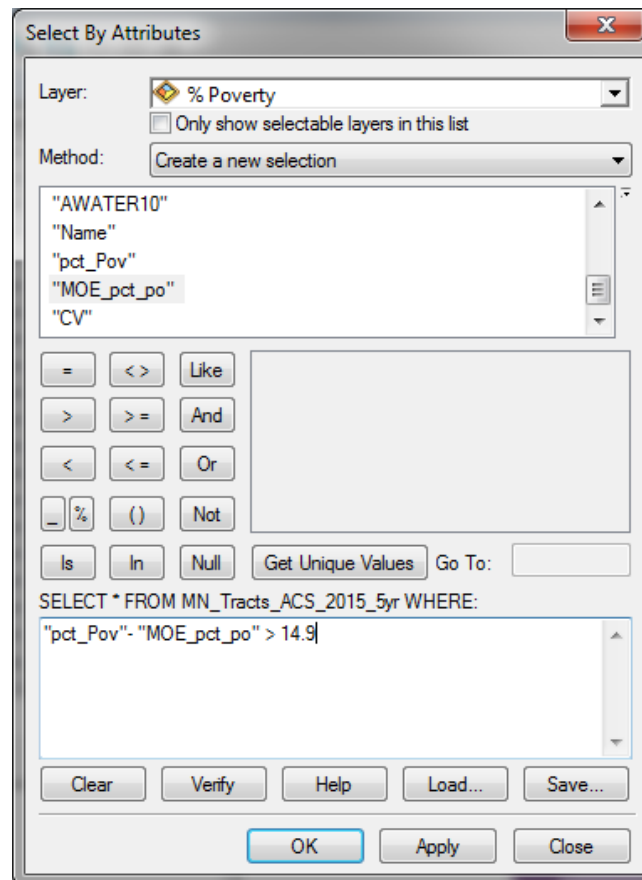 Select By Attributes
Layer: % Poverty
Only show selectable layers in this list
Method: Create a new selection
"AWATER10"
"Name"
"pct_Pov"
"MOE_pct_po"
"CV"
= < > Like
> > = And
< < = Or
_ % () Not
Is In Null Get Unique Values Go To:
SELECT * FROM MN_Tracts_ACS_2015_5yr WHERE:
"pct_Pov"- "MOE_pct_po" > 14.9
Clear Verify Help Load... Save...
OK Apply Close